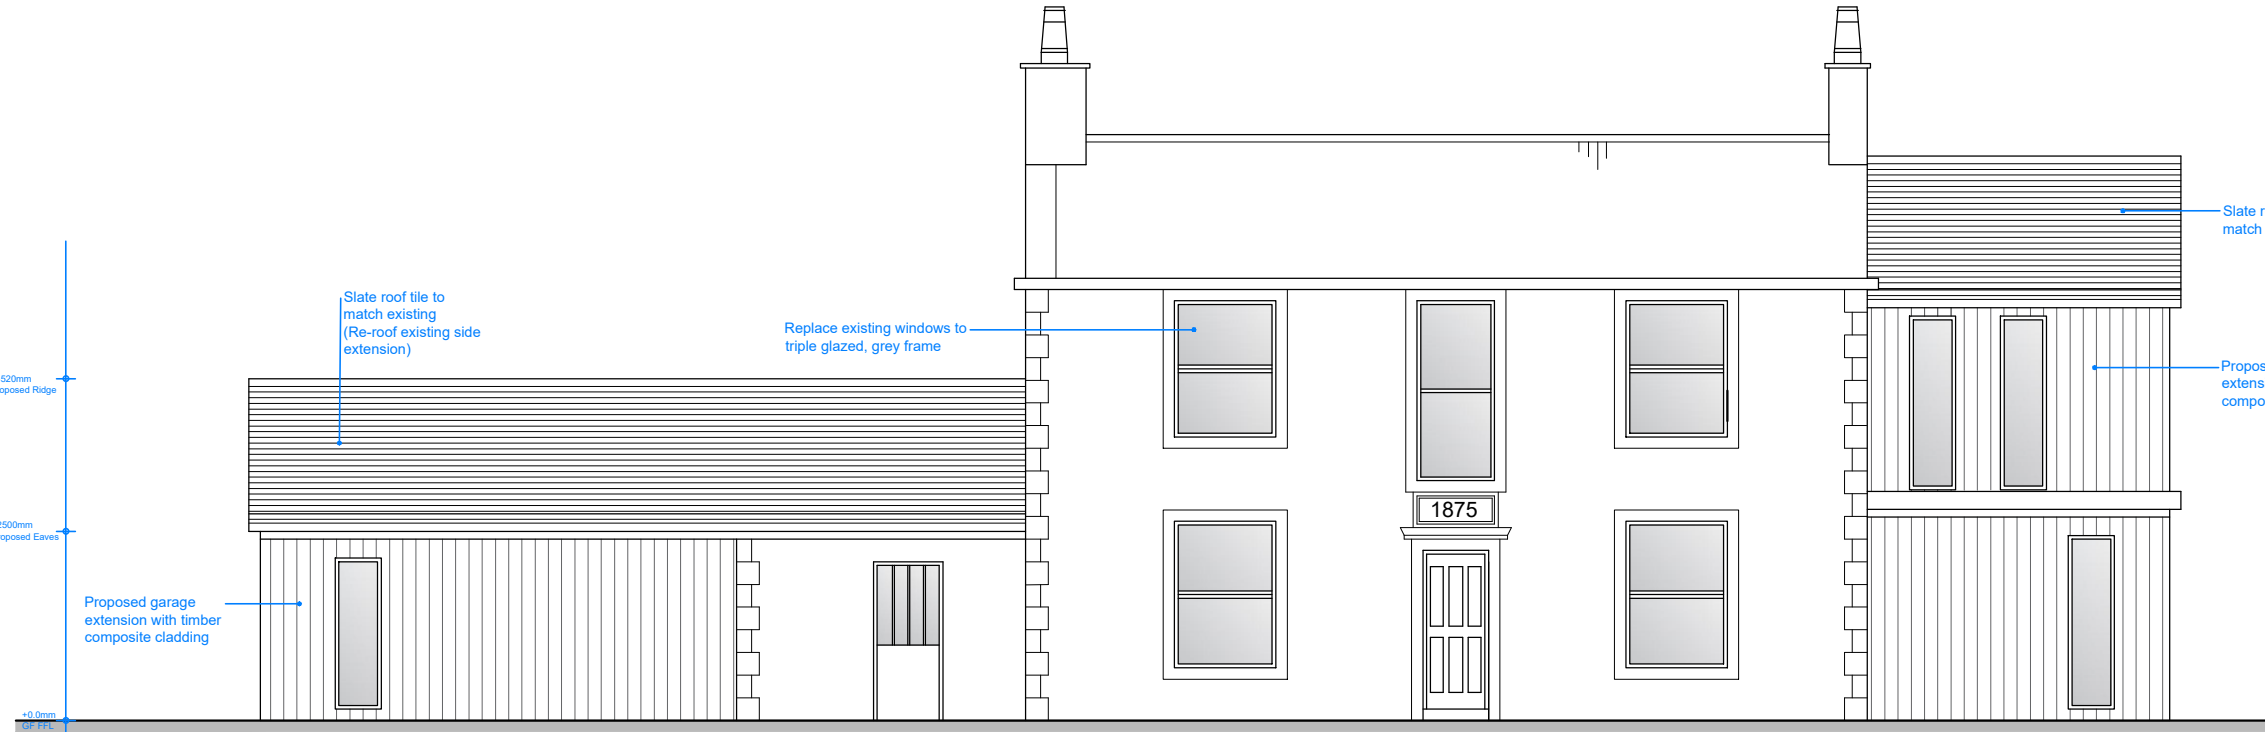 Slate roof tile to
match existing
(Re-roof existing side
extension)
Replace existing windows to
triple glazed, grey frame
Slate
match
Propos
extens
compo
520mm
oposed Ridge
2500mm
roposed Eaves
1875
Proposed garage
extension with timber
composite cladding
+0.0mm
GF FFL